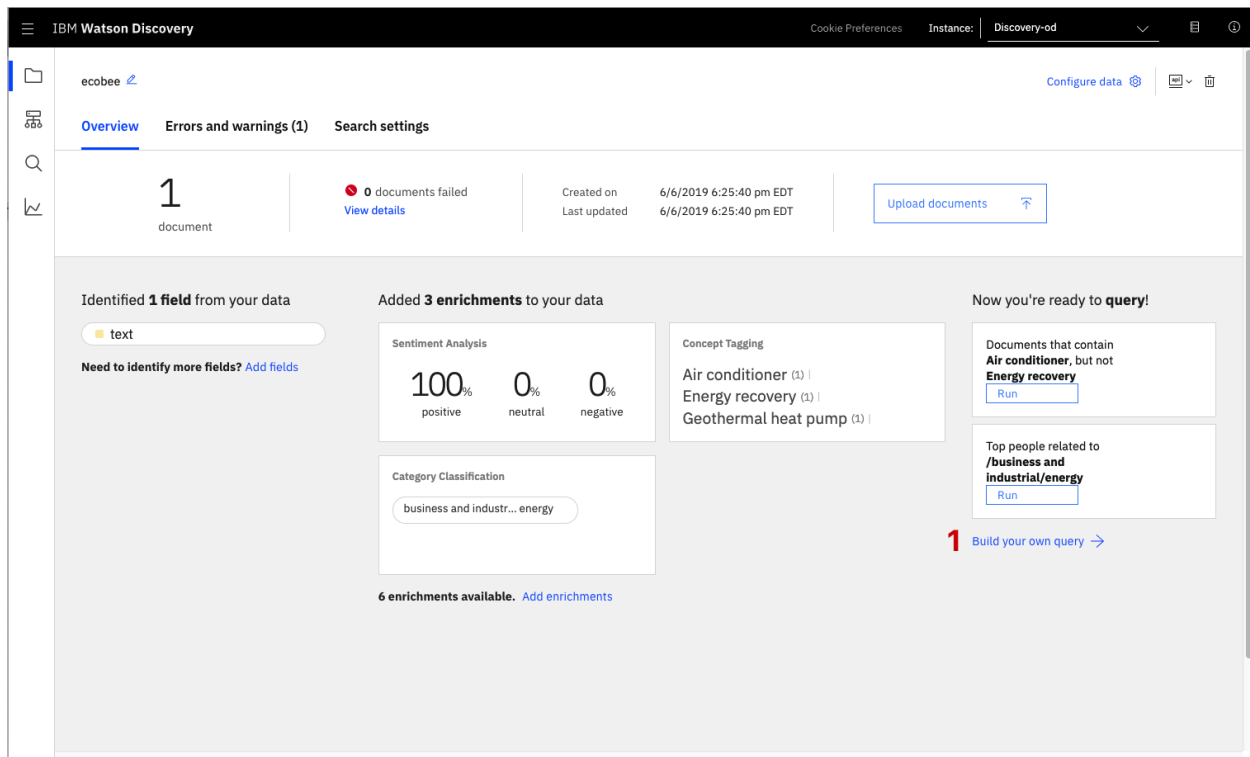 IBM Watson Discovery
Cookie Preferences
Instance:
Discovery-od
ecobee
Configure data
api
Overview
Errors and warnings (1)
Search settings
1
document
0 documents failed
View details
Created on 6/6/2019 6:25:40 pm EDT
Last updated 6/6/2019 6:25:40 pm EDT
Upload documents
Identified 1 field from your data
text
Need to identify more fields? Add fields
Added 3 enrichments to your data
Sentiment Analysis
100% 0% 0%
positive neutral negative
Concept Tagging
Air conditioner (1) |
Energy recovery (1) |
Geothermal heat pump (1) |
Category Classification
business and industr... energy
6 enrichments available. Add enrichments
Now you're ready to query!
Documents that contain
Air conditioner, but not
Energy recovery
Run
Top people related to
/business and
industrial/energy
Run
1 Build your own query